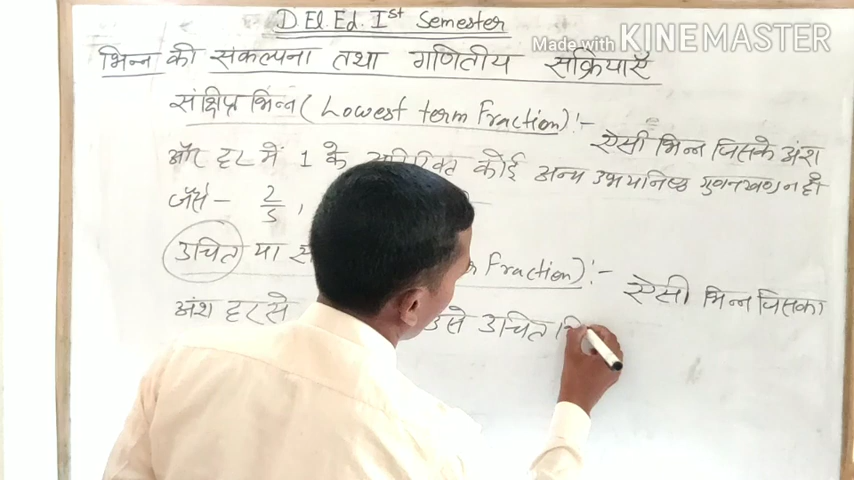 D El.Ed. Ist Semester
Made with KINEMASTER
भिन्न की संकल्पना तथा गणितीय सक्रियाएँ
संक्षिप्त भिन्न (Lowest term Fraction) :-
ऐसी भिन्न जिसके अंश
और हर में 1 के कोई अन्य उभयनिष्ठ गुणनखण्ड न हो
जैसे - 2/5,
उचित या Fraction) :-
ऐसी भिन्न जिसका
अंश हर से उसे उचित